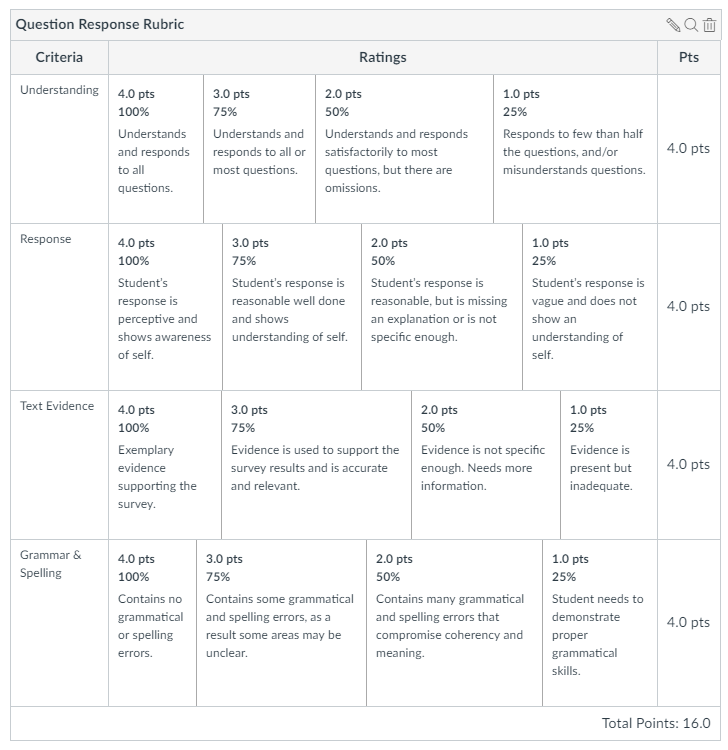 Question Response Rubric
Criteria
Ratings
Pts
Understanding
4.0 pts
100%
Understands
and responds
to all
questions.
3.0 pts
75%
Understands and
responds to all or
most questions.
2.0 pts
50%
Understands and responds
satisfactorily to most
questions, but there are
omissions.
1.0 pts
25%
Responds to few than half
the questions, and/or
misunderstands questions.
4.0 pts
Response
4.0 pts
100%
Student's
response is
perceptive and
shows awareness
of self.
3.0 pts
75%
Student's response is
reasonable well done
and shows
understanding of self.
2.0 pts
50%
Student's response is
reasonable, but is missing
an explanation or is not
specific enough.
1.0 pts
25%
Student's response is
vague and does not
show an
understanding of
self.
4.0 pts
Text Evidence
4.0 pts
100%
Exemplary
evidence
supporting the
survey.
3.0 pts
75%
Evidence is used to support the
survey results and is accurate
and relevant.
2.0 pts
50%
Evidence is not specific
enough. Needs more
information.
1.0 pts
25%
Evidence is
present but
inadequate.
4.0 pts
Grammar &
Spelling
4.0 pts
100%
Contains no
grammatical
or spelling
errors.
3.0 pts
75%
Contains some grammatical
and spelling errors, as a
result some areas may be
unclear.
2.0 pts
50%
Contains many grammatical
and spelling errors that
compromise coherency and
meaning.
1.0 pts
25%
Student needs to
demonstrate
proper
grammatical
skills.
4.0 pts
Total Points: 16.0